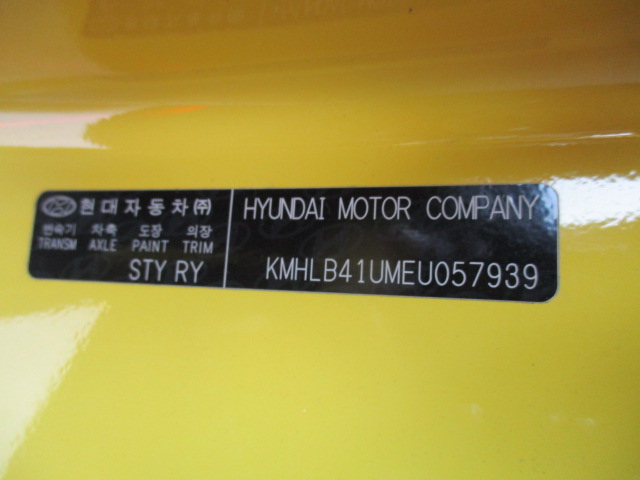 현대자동차㈜
변속기 차축 도장 의장
TRANSM AXLE PAINT TRIM
STY RY
HYUNDAI MOTOR COMPANY
KMHLB41UMEU057939